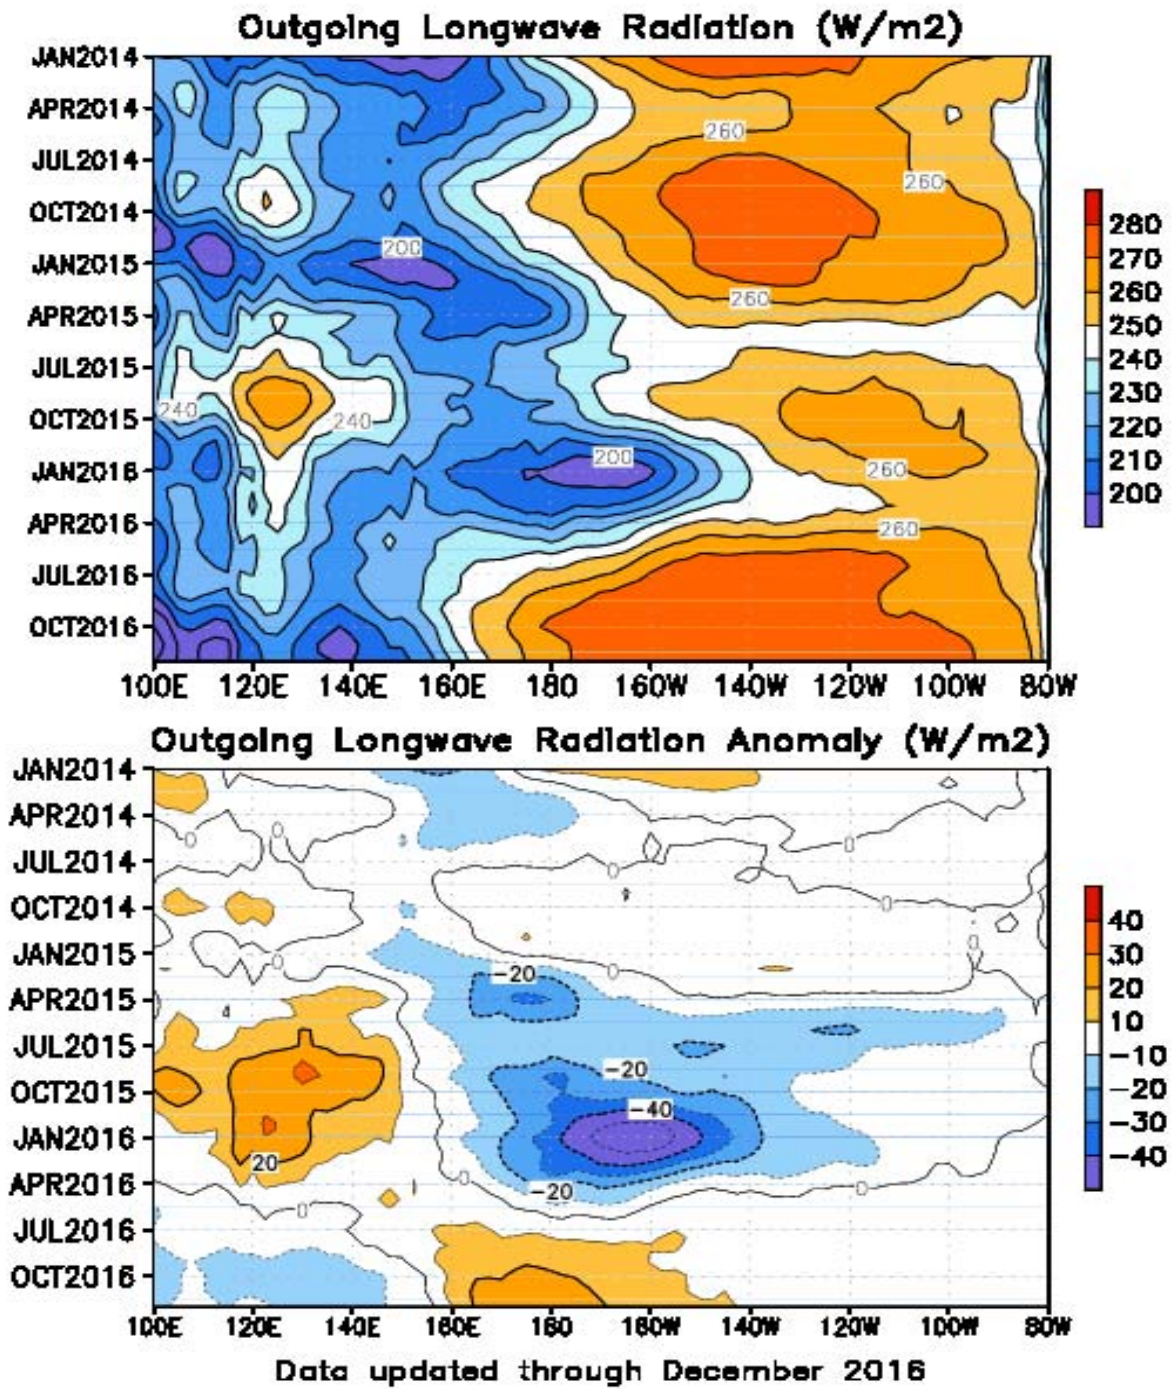 Outgoing Longwave Radiation (W/m2)
JAN2014
APR2014
JUL2014
OCT2014
JAN2015
APR2015
JUL2015
OCT2015
JAN2016
APR2016
JUL2016
OCT2016
260
260
200
260
240
240
200
260
260
280
270
260
250
240
230
220
210
200
100E 120E 140E 160E 180 160W 140W 120W 100W 80W
Outgoing Longwave Radiation Anomaly (W/m2)
JAN2014
APR2014
JUL2014
OCT2014
JAN2015
APR2015
JUL2015
OCT2015
JAN2016
APR2016
JUL2016
OCT2016
0
0
0
0
0
0
0
0
-20
-20
-40
20
-20
0
0
0
40
30
20
10
-10
-20
-30
-40
100E 120E 140E 160E 180 160W 140W 120W 100W 80W
Data updated through December 2016